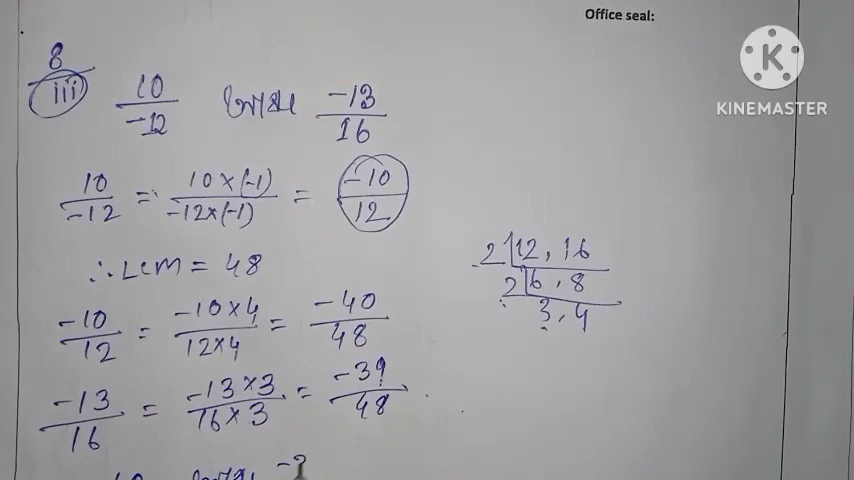 Office seal:
K
KINEMASTER
8
iii 10/-12 -13/16
10/-12 = 10×(-1)/-12×(-1) = -10/12
∴ LCM = 48
-10/12 = -10×4/12×4 = -40/48
-13/16 = -13×3/16×3 = -39/48
2 | 12, 16
2 | 6, 8
3, 4